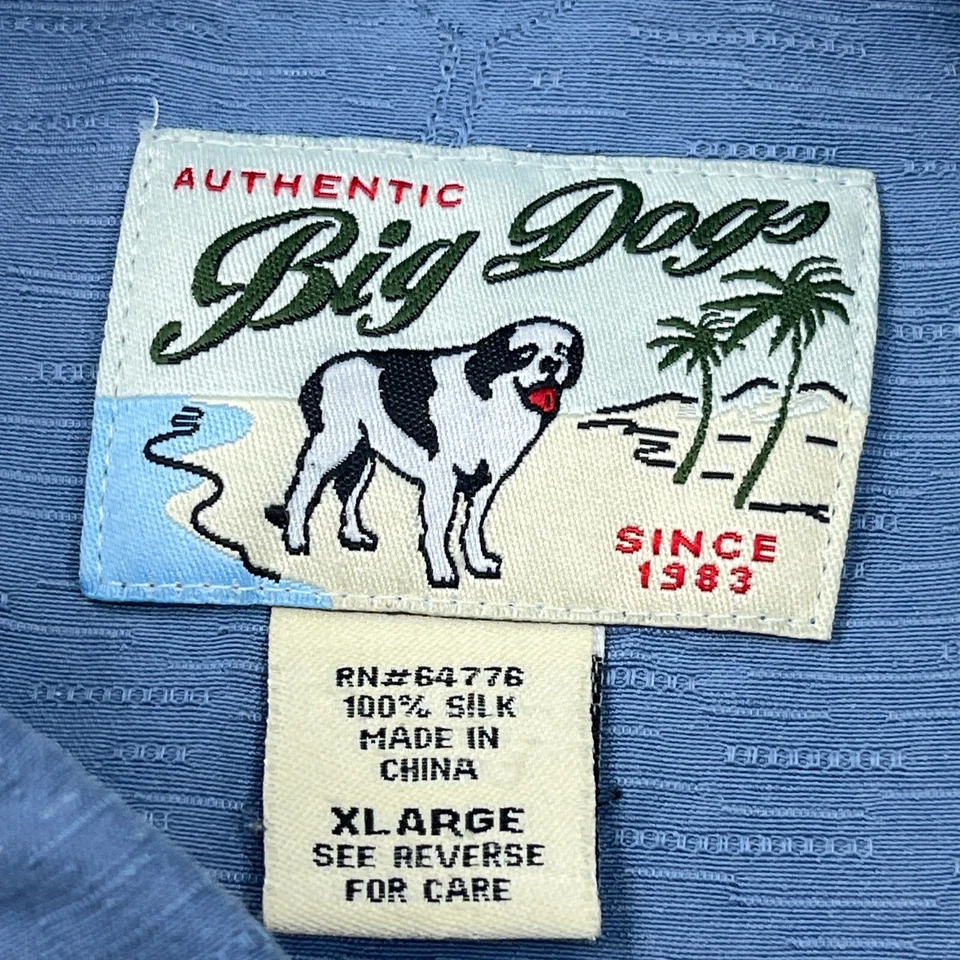 AUTHENTIC
Big Dogs
SINCE
1983
RN#64776
100% SILK
MADE IN
CHINA
XLARGE
SEE REVERSE
FOR CARE